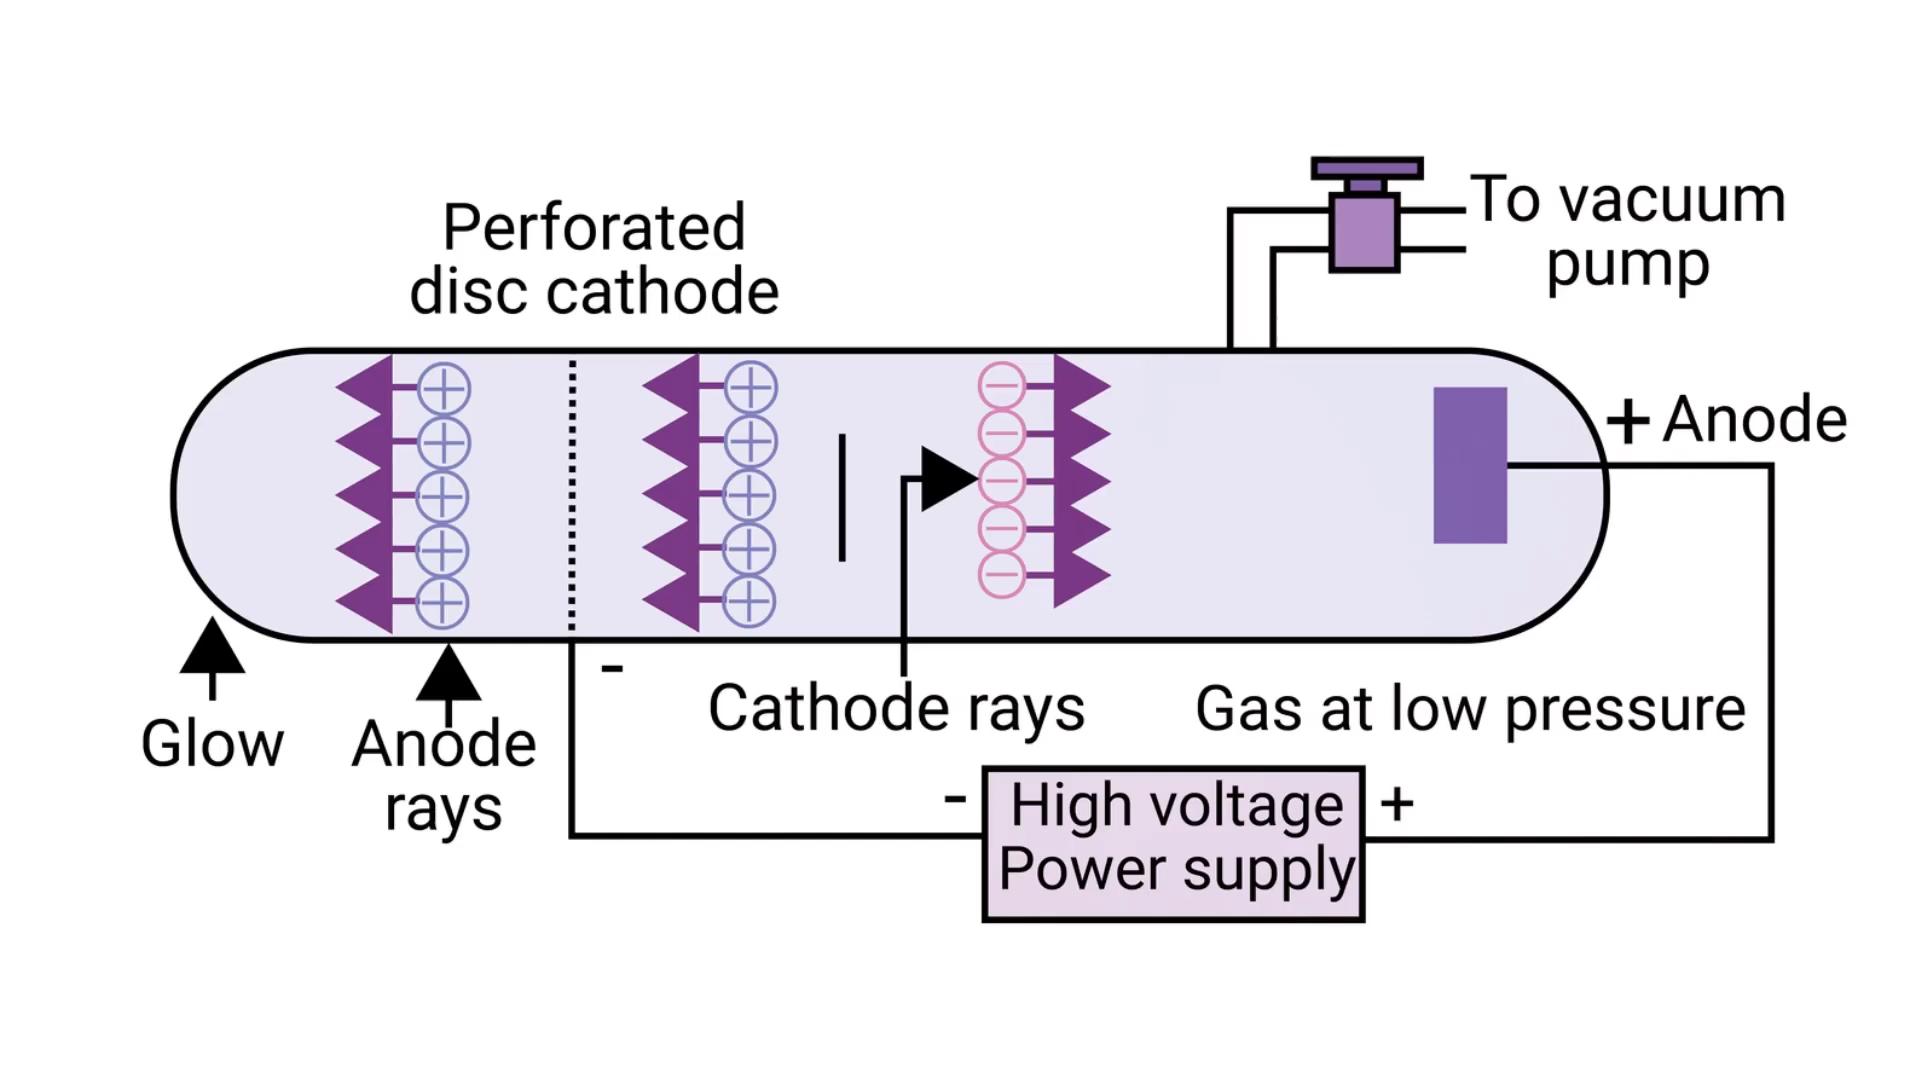 Perforated
disc cathode
To vacuum
pump
+ Anode
-
Glow
Anode
rays
Cathode rays
Gas at low pressure
-
High voltage
Power supply
+